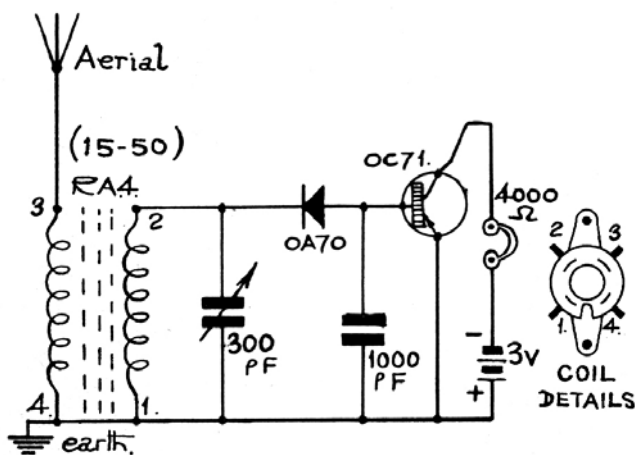 Aerial
(15-50)
RA4.
3
2
OA70
OC71.
4000
Ω
300
PF
1000
PF
-
3V
+
4.
1.
earth.
2
3
1.
4.
COIL
DETAILS